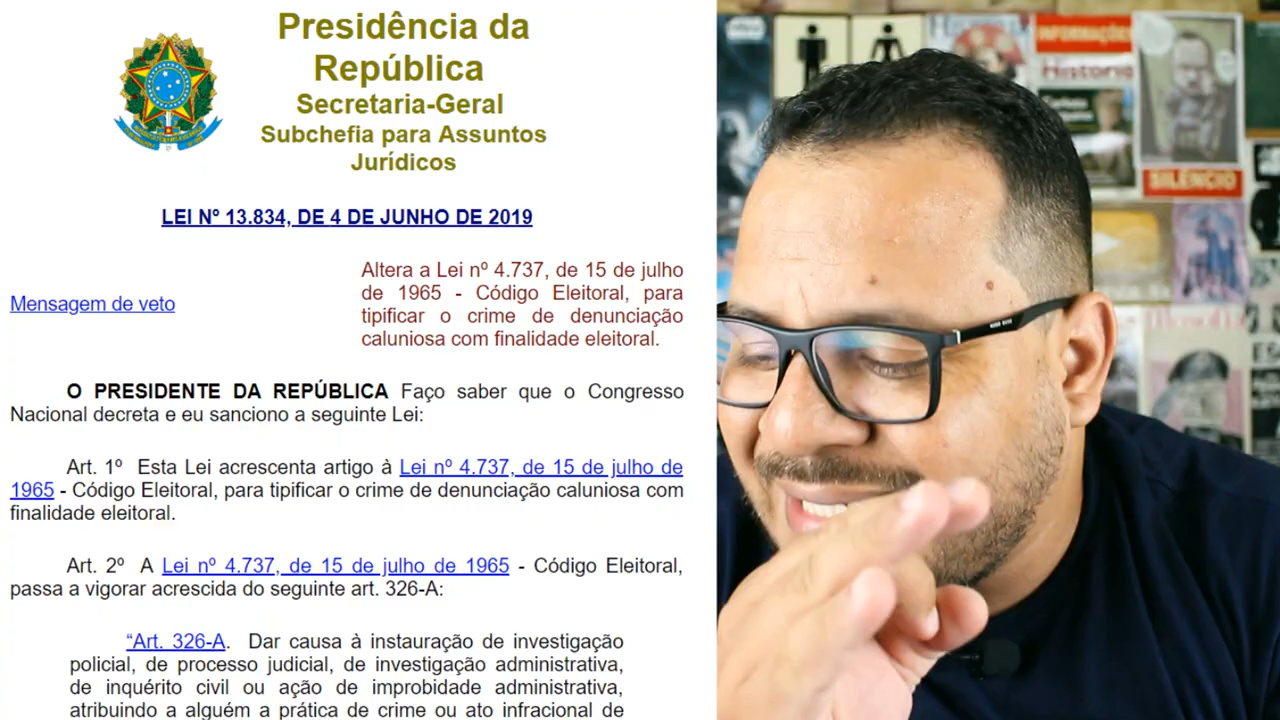 Presidência da
República
Secretaria-Geral
Subchefia para Assuntos
Jurídicos
LEI Nº 13.834, DE 4 DE JUNHO DE 2019
Altera a Lei nº 4.737, de 15 de julho
de 1965 - Código Eleitoral, para
tipificar o crime de denunciação
caluniosa com finalidade eleitoral.
Mensagem de veto
O PRESIDENTE DA REPÚBLICA Faço saber que o Congresso
Nacional decreta e eu sanciono a seguinte Lei:
Art. 1º Esta Lei acrescenta artigo à Lei nº 4.737, de 15 de julho de
1965 - Código Eleitoral, para tipificar o crime de denunciação caluniosa com
finalidade eleitoral.
Art. 2º A Lei nº 4.737, de 15 de julho de 1965 - Código Eleitoral,
passa a vigorar acrescida do seguinte art. 326-A:
“Art. 326-A. Dar causa à instauração de investigação
policial, de processo judicial, de investigação administrativa,
de inquérito civil ou ação de improbidade administrativa,
atribuindo a alguém a prática de crime ou ato infracional de
INFORMAÇÕES
História
SILÊNCIO